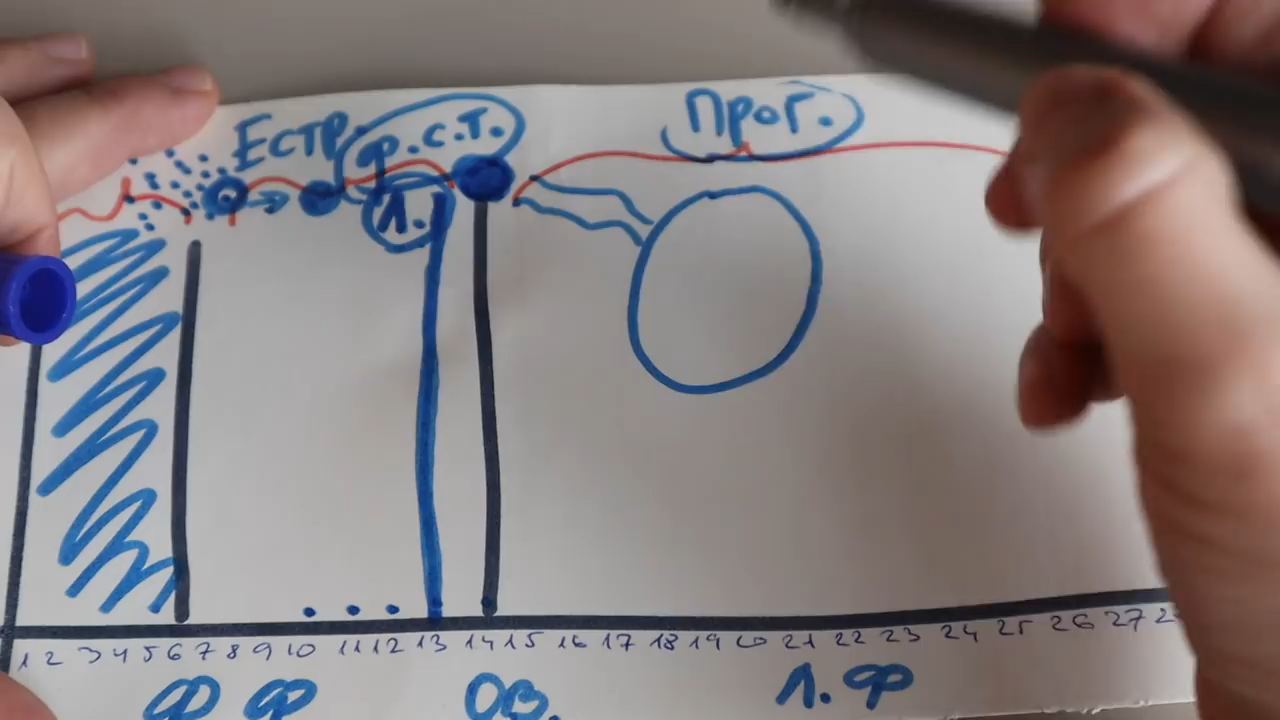 Естр. ф.с.т. Прог.
Л.
1 2 3 4 5 6 7 8 9 10 11 12 13 14 15 16 17 18 19 20 21 22 23 24 25 26 27
ФФ ОВ. Л.Ф